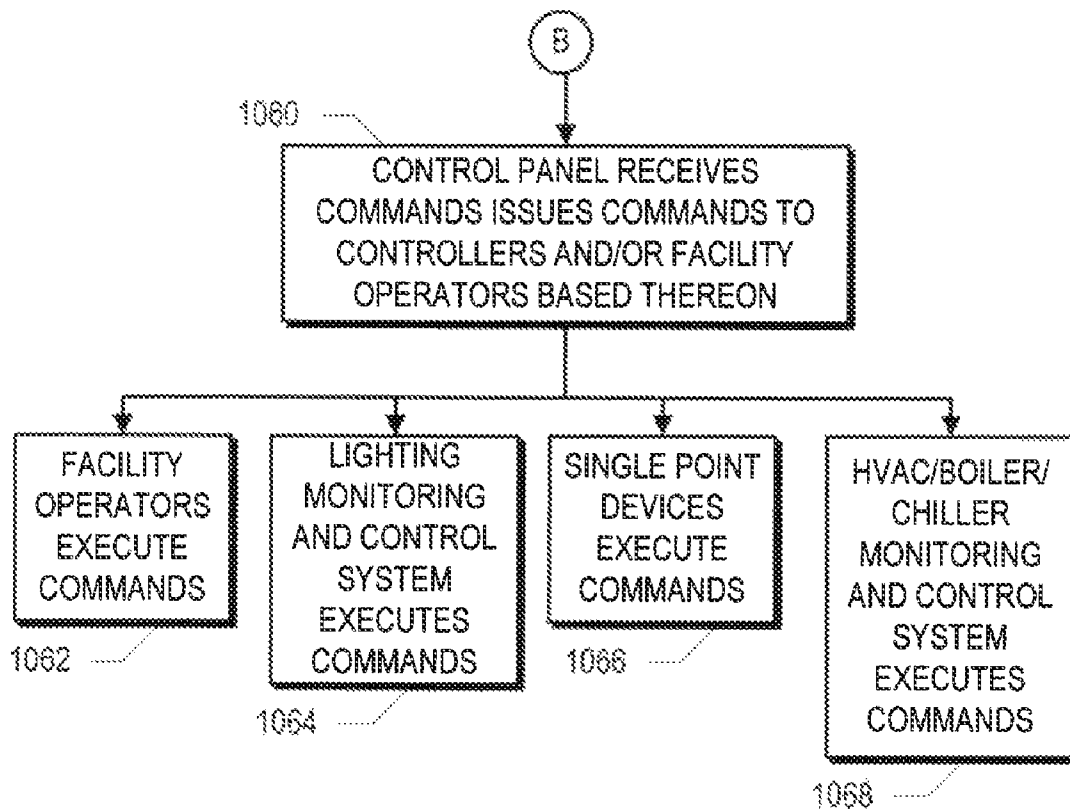 B
1060
CONTROL PANEL RECEIVES
COMMANDS ISSUES COMMANDS TO
CONTROLLERS AND/OR FACILITY
OPERATORS BASED THEREON
FACILITY
OPERATORS
EXECUTE
COMMANDS
1062
LIGHTING
MONITORING
AND CONTROL
SYSTEM
EXECUTES
COMMANDS
1064
SINGLE POINT
DEVICES
EXECUTE
COMMANDS
1066
HVAC/BOILER/
CHILLER
MONITORING
AND CONTROL
SYSTEM
EXECUTES
COMMANDS
1068